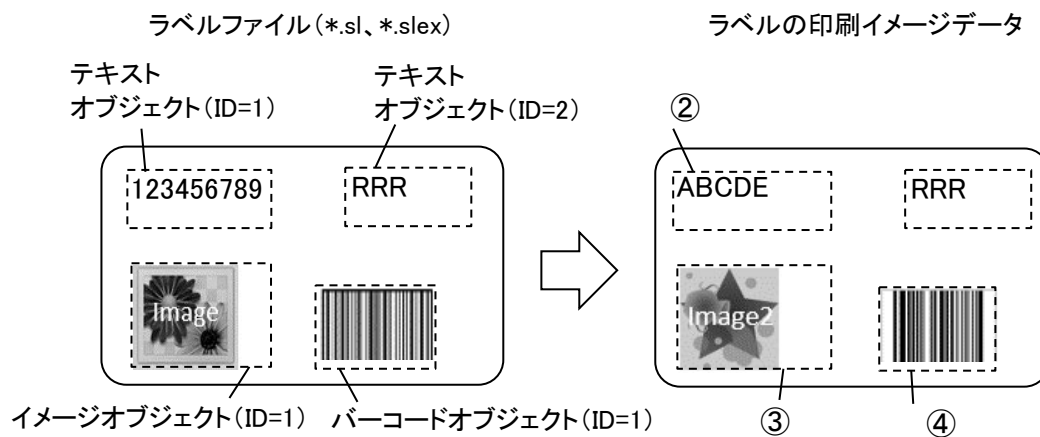 ラベルファイル(*.sl、*.slex)
ラベルの印刷イメージデータ
テキスト
オブジェクト(ID=1)
テキスト
オブジェクト(ID=2)
②
123456789
RRR
ABCDE
RRR
Image
Image2
イメージオブジェクト(ID=1)
バーコードオブジェクト(ID=1)
③
④